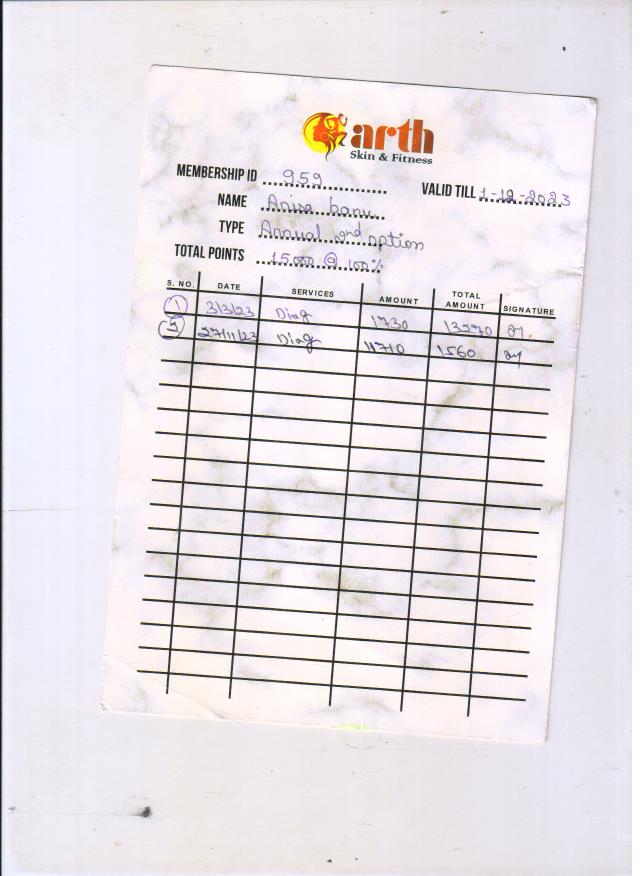 arth
Skin & Fitness
MEMBERSHIP ID 959
VALID TILL 1-12-2023
NAME Anisa banu
TYPE Annual 2nd option
TOTAL POINTS 15000 @ 100%
S. NO. DATE SERVICES AMOUNT TOTAL AMOUNT SIGNATURE
1 3/3/23 Diag 1730 13270
2 27/11/23 Diag 11710 1560